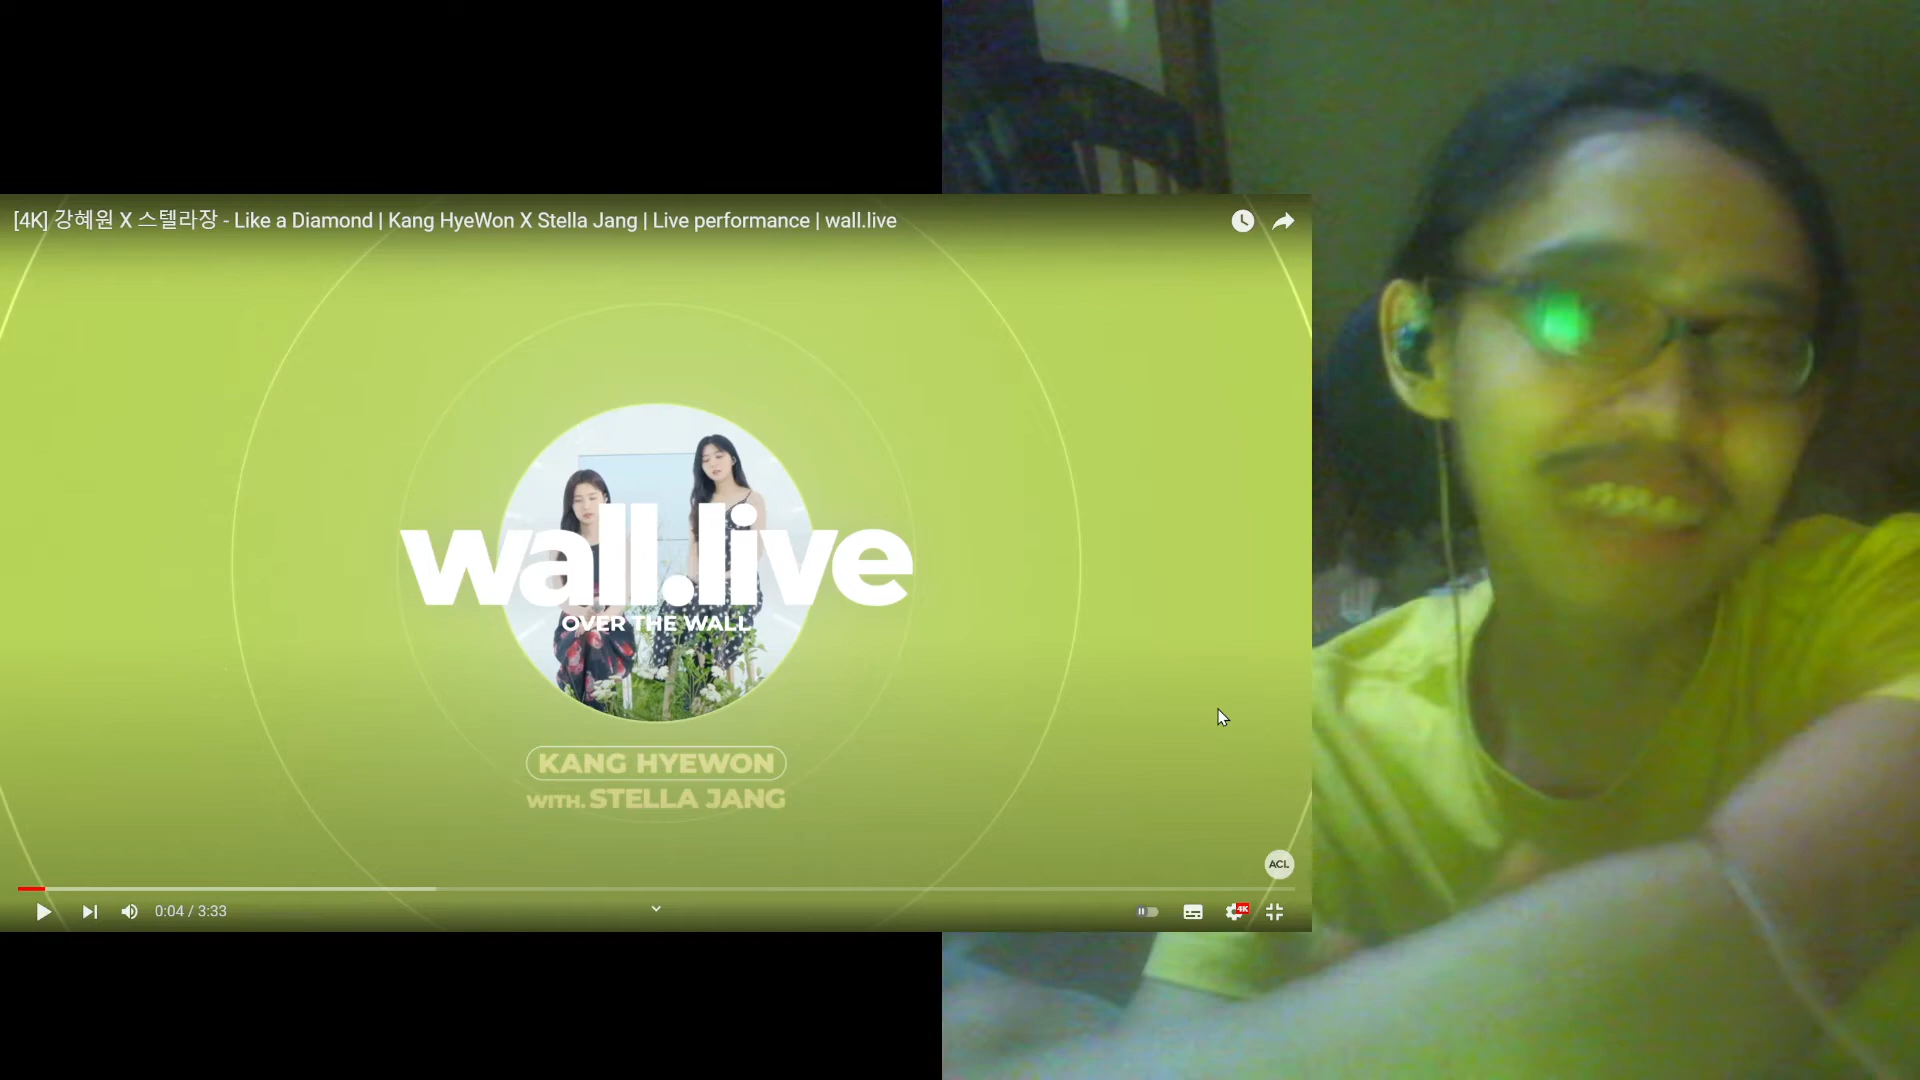 [4K] 강혜원 X 스텔라장 - Like a Diamond | Kang HyeWon X Stella Jang | Live performance | wall.live
wall.live
OVER THE WALL
KANG HYEWON
WITH. STELLA JANG
ACL
0:04 / 3:33
4K